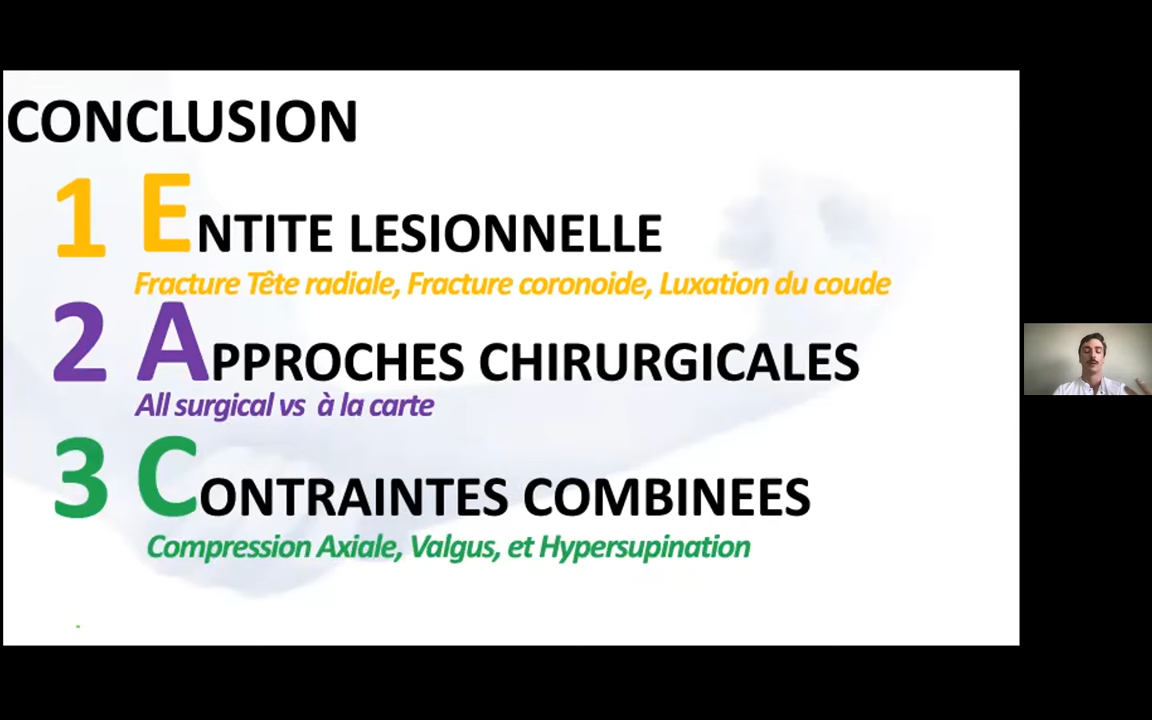 CONCLUSION
1 ENTITE LESIONNELLE
Fracture Tête radiale, Fracture coronoide, Luxation du coude
2 APPROCHES CHIRURGICALES
All surgical vs à la carte
3 CONTRAINTES COMBINEES
Compression Axiale, Valgus, et Hypersupination